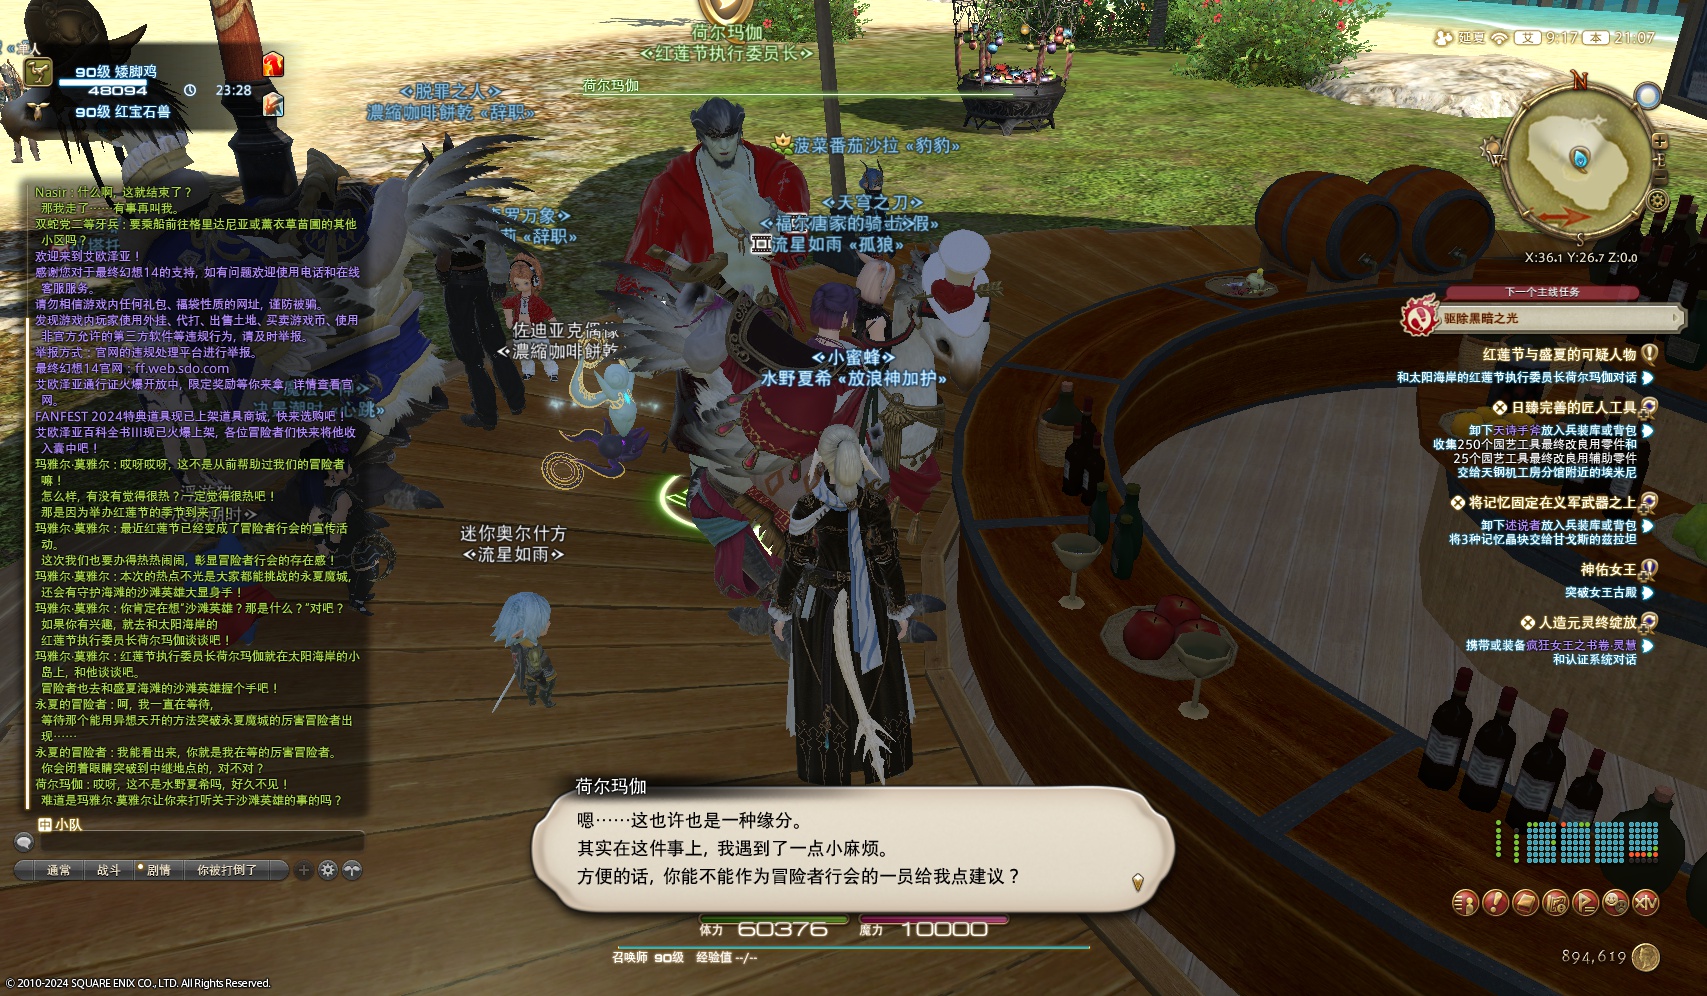 荷尔玛伽
«红莲节执行委员长»
荷尔玛伽
90级 矮脚鸡
48094
23:28
90级 红宝石兽
«脱罪之人»
濃縮咖啡餅乾 «辞职»
菠菜番茄沙拉 «豹豹»
«天穹之刀»
流星如雨 «孤狼»
«小蜜蜂»
水野夏希 «放浪神加护»
«濃縮咖啡餅乾
迷你奥尔什方
«流星如雨»
延夏 艾 9:17 本 21:07
N
S
X:36.1 Y:26.7 Z:0.0
下一个主线任务
驱除黑暗之光
红莲节与盛夏的可疑人物
和太阳海岸的红莲节执行委员长荷尔玛伽对话
日臻完善的匠人工具
卸下天诗手斧放入兵装库或背包
收集250个园艺工具最终改良用零件和
25个园艺工具最终改良用辅助零件
交给天钢机工房分馆附近的埃米尼
将记忆固定在义军武器之上
卸下述说者放入兵装库或背包
将3种记忆晶块交给甘戈斯的兹拉坦
神佑女王
突破女王古殿
人造元灵终绽放
携带或装备疯狂女王之书卷·灵慧
和认证系统对话
Nasir：什么啊，这就结束了？
那我走了……有事再叫我。
双蛇党二等牙兵：要乘船前往格里达尼亚或薰衣草苗圃的其他
小区吗？
欢迎来到艾欧泽亚！
感谢您对于最终幻想14的支持, 如有问题欢迎使用电话和在线
客服服务。
请勿相信游戏内任何礼包、福袋性质的网址，谨防被骗。
发现游戏内玩家使用外挂、代打、出售土地、买卖游戏币、使用
非官方允许的第三方软件等违规行为，请及时举报。
举报方式：官网的违规处理平台进行举报。
最终幻想14官网：ff.web.sdo.com
艾欧泽亚通行证火爆开放中, 限定奖励等你来拿, 详情查看官
网。
FANFEST 2024特典道具现已上架道具商城, 快来选购吧！
艾欧泽亚百科全书III现已火爆上架, 各位冒险者们快来将他收
入囊中吧！
玛雅尔·莫雅尔：哎呀哎呀, 这不是从前帮助过我们的冒险者
嘛！
怎么样，有没有觉得很热？一定觉得很热吧！
那是因为举办红莲节的季节到来了！
玛雅尔·莫雅尔：最近红莲节已经变成了冒险者行会的宣传活
动。
这次我们也要办得热热闹闹, 彰显冒险者行会的存在感！
玛雅尔·莫雅尔：本次的热点不光是大家都能挑战的永夏魔城,
还会有守护海滩的沙滩英雄大显身手！
玛雅尔·莫雅尔：你肯定在想“沙滩英雄？那是什么？”对吧？
如果你有兴趣, 就去和太阳海岸的
红莲节执行委员长荷尔玛伽谈谈吧！
玛雅尔·莫雅尔：红莲节执行委员长荷尔玛伽就在太阳海岸的小
岛上，和他谈谈吧。
冒险者也去和盛夏海滩的沙滩英雄握个手吧！
永夏的冒险者：呵, 我一直在等待,
等待那个能用异想天开的方法突破永夏魔城的厉害冒险者出
现……
永夏的冒险者：我能看出来, 你就是我在等的厉害冒险者。
你会闭着眼睛突破到中继地点的, 对不对？
荷尔玛伽：哎呀, 这不是水野夏希吗, 好久不见！
难道是玛雅尔·莫雅尔让你来打听关于沙滩英雄的事的吗？
中 小队
通常 战斗 剧情 你被打倒了
荷尔玛伽
嗯……这也许也是一种缘分。
其实在这件事上，我遇到了一点小麻烦。
方便的话，你能不能作为冒险者行会的一员给我点建议？
体力 60376 魔力 10000
召唤师 90级 经验值 --/--
894,619
© 2010-2024 SQUARE ENIX CO., LTD. All Rights Reserved.